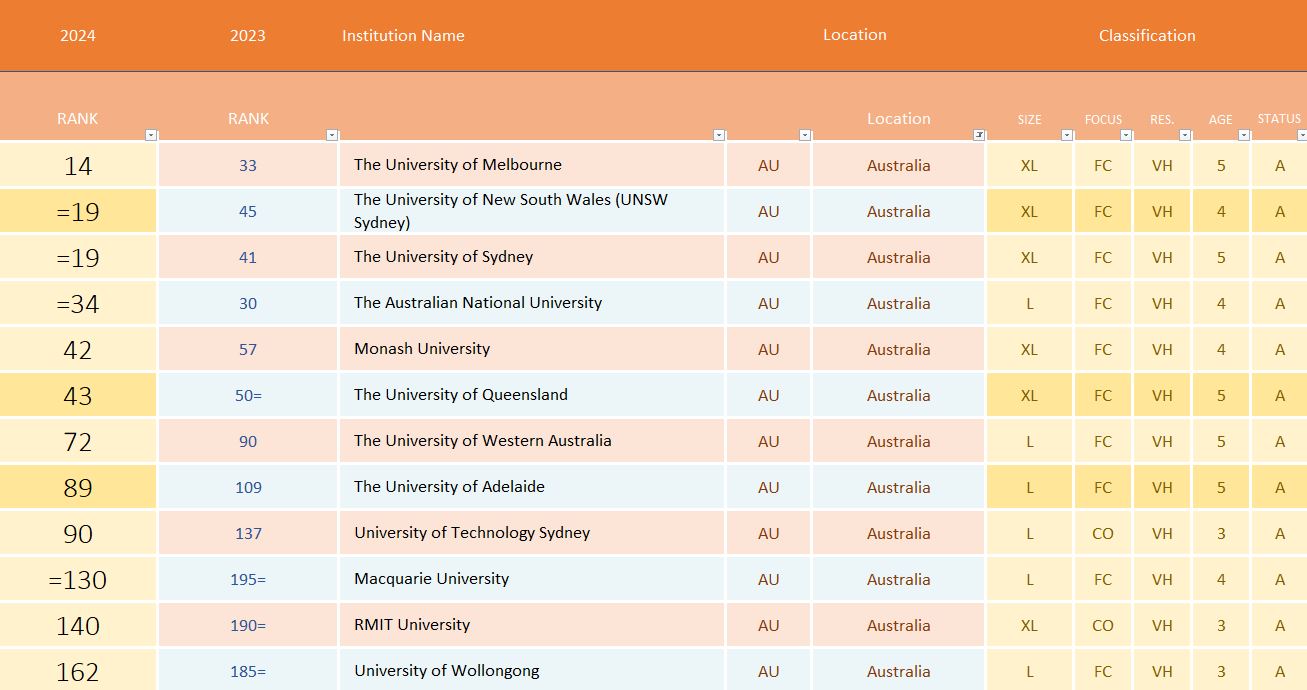 2024 2023 Institution Name Location Classification
RANK RANK Location SIZE FOCUS RES. AGE STATUS
14 33 The University of Melbourne AU Australia XL FC VH 5 A
=19 45 The University of New South Wales (UNSW
Sydney) AU Australia XL FC VH 4 A
=19 41 The University of Sydney AU Australia XL FC VH 5 A
=34 30 The Australian National University AU Australia L FC VH 4 A
42 57 Monash University AU Australia XL FC VH 4 A
43 50= The University of Queensland AU Australia XL FC VH 5 A
72 90 The University of Western Australia AU Australia L FC VH 5 A
89 109 The University of Adelaide AU Australia L FC VH 5 A
90 137 University of Technology Sydney AU Australia L CO VH 3 A
=130 195= Macquarie University AU Australia L FC VH 4 A
140 190= RMIT University AU Australia XL CO VH 3 A
162 185= University of Wollongong AU Australia L FC VH 3 A